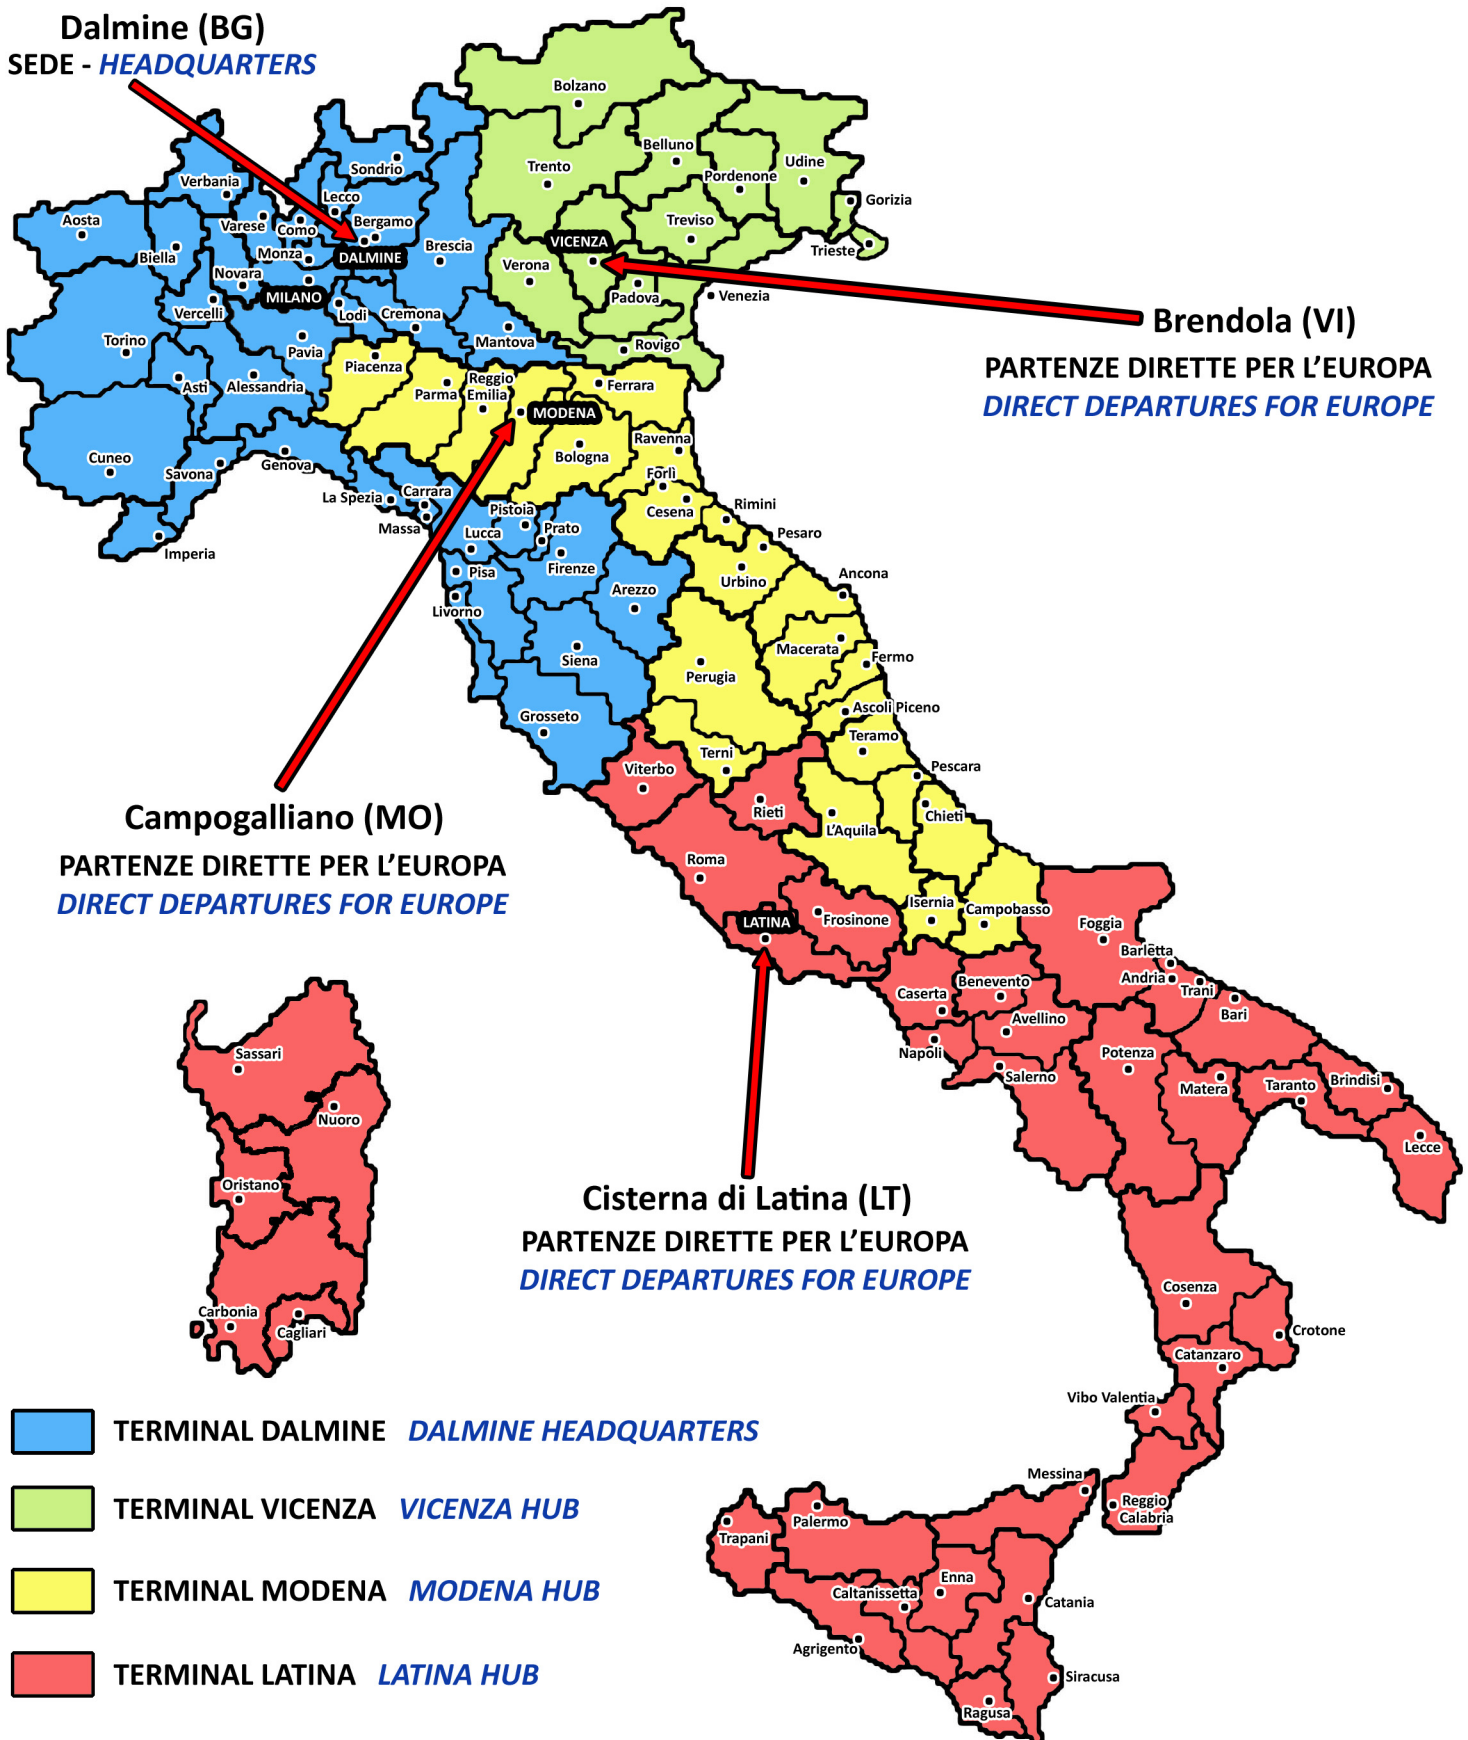 Dalmine (BG)
SEDE - HEADQUARTERS
Bolzano
Trento
Belluno
Pordenone
Udine
Gorizia
Treviso
Trieste
VICENZA
Verona
Padova
Venezia
Rovigo
Brendola (VI)
PARTENZE DIRETTE PER L’EUROPA
DIRECT DEPARTURES FOR EUROPE
Sondrio
Verbania
Lecco
Aosta
Varese
Como
Bergamo
Biella
Monza
DALMINE
Brescia
Novara
MILANO
Vercelli
Lodi
Cremona
Torino
Pavia
Mantova
Asti
Alessandria
Cuneo
Savona
Genova
La Spezia
Carrara
Massa
Imperia
Piacenza
Parma
Reggio
Emilia
Ferrara
MODENA
Bologna
Ravenna
Forlì
Cesena
Rimini
Pistoia
Prato
Lucca
Firenze
Pisa
Livorno
Arezzo
Siena
Grosseto
Pesaro
Urbino
Ancona
Macerata
Fermo
Perugia
Ascoli Piceno
Teramo
Terni
Pescara
Chieti
L’Aquila
Isernia
Campobasso
Viterbo
Rieti
Roma
Frosinone
LATINA
Campogalliano (MO)
PARTENZE DIRETTE PER L’EUROPA
DIRECT DEPARTURES FOR EUROPE
Foggia
Barletta
Andria
Trani
Bari
Caserta
Benevento
Avellino
Napoli
Salerno
Potenza
Matera
Taranto
Brindisi
Lecce
Sassari
Nuoro
Oristano
Carbonia
Cagliari
Cisterna di Latina (LT)
PARTENZE DIRETTE PER L’EUROPA
DIRECT DEPARTURES FOR EUROPE
Cosenza
Crotone
Catanzaro
Vibo Valentia
Reggio
Calabria
Messina
Palermo
Trapani
Enna
Caltanissetta
Catania
Agrigento
Siracusa
Ragusa
TERMINAL DALMINE DALMINE HEADQUARTERS
TERMINAL VICENZA VICENZA HUB
TERMINAL MODENA MODENA HUB
TERMINAL LATINA LATINA HUB